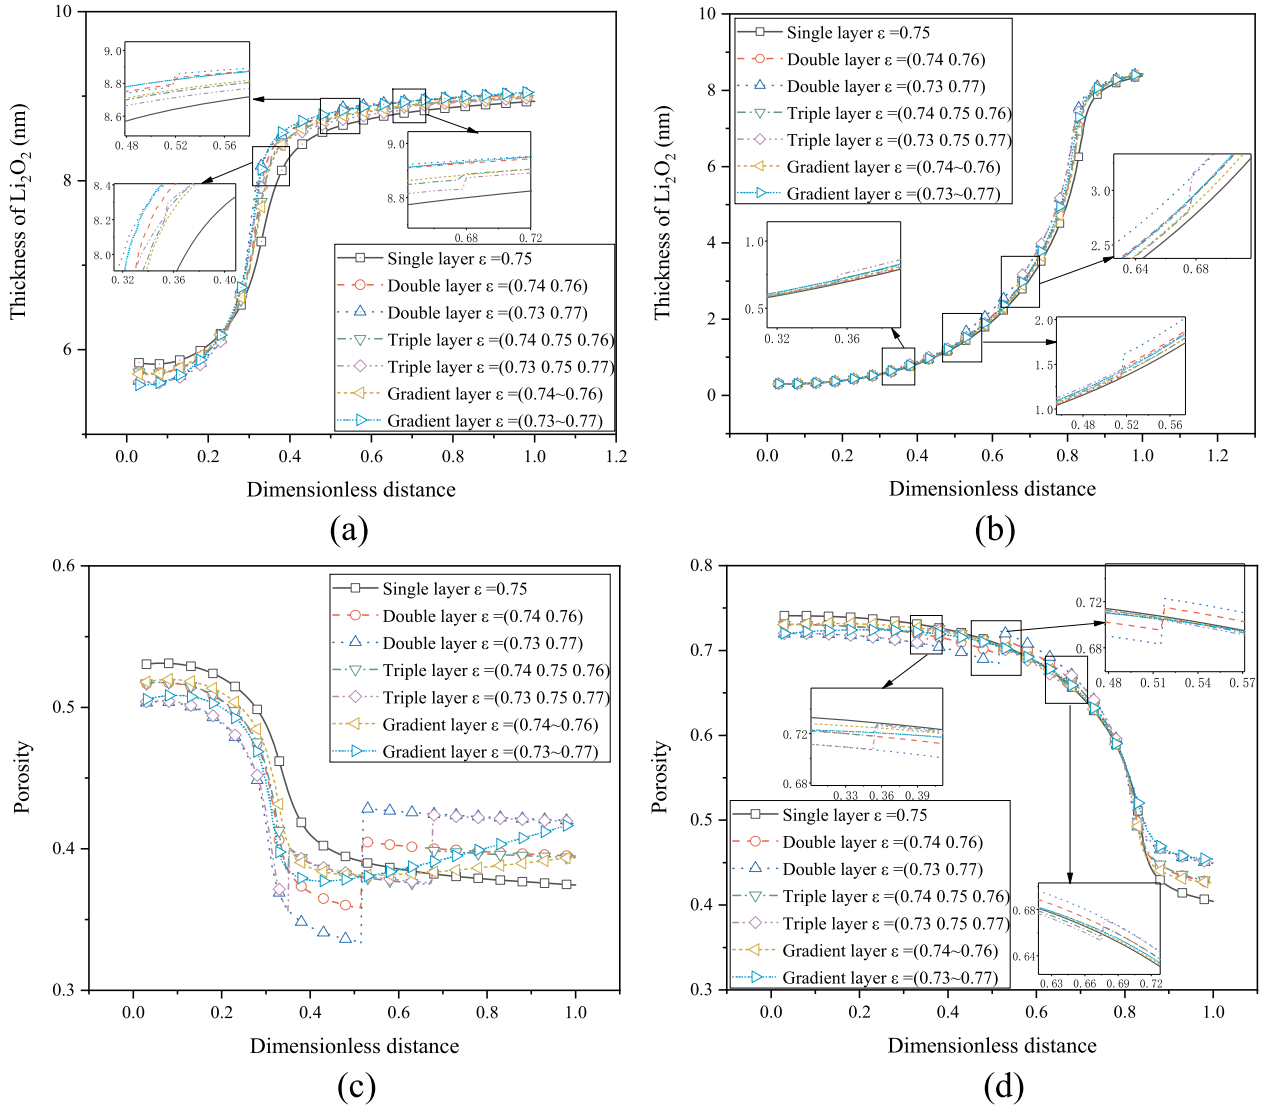 10
8
6
Thickness of Li2O2 (nm)
0.0 0.2 0.4 0.6 0.8 1.0 1.2
Dimensionless distance
(a)
9.0
8.8
8.6
0.48 0.52 0.56
8.4
8.2
8.0
0.32 0.36 0.40
9.0
8.8
0.68 0.72
Single layer ε =0.75
Double layer ε =(0.74 0.76)
Double layer ε =(0.73 0.77)
Triple layer ε =(0.74 0.75 0.76)
Triple layer ε =(0.73 0.75 0.77)
Gradient layer ε =(0.74~0.76)
Gradient layer ε =(0.73~0.77)
10
8
6
4
2
0
Thickness of Li2O2 (nm)
0.0 0.2 0.4 0.6 0.8 1.0 1.2
Dimensionless distance
(b)
Single layer ε =0.75
Double layer ε =(0.74 0.76)
Double layer ε =(0.73 0.77)
Triple layer ε =(0.74 0.75 0.76)
Triple layer ε =(0.73 0.75 0.77)
Gradient layer ε =(0.74~0.76)
Gradient layer ε =(0.73~0.77)
1.0
0.5
0.32 0.36
3.0
2.5
0.64 0.68
2.0
1.5
1.0
0.48 0.52 0.56
0.6
0.5
0.4
0.3
Porosity
0.0 0.2 0.4 0.6 0.8 1.0
Dimensionless distance
(c)
Single layer ε =0.75
Double layer ε =(0.74 0.76)
Double layer ε =(0.73 0.77)
Triple layer ε =(0.74 0.75 0.76)
Triple layer ε =(0.73 0.75 0.77)
Gradient layer ε =(0.74~0.76)
Gradient layer ε =(0.73~0.77)
0.8
0.7
0.6
0.5
0.4
0.3
Porosity
0.0 0.2 0.4 0.6 0.8 1.0
Dimensionless distance
(d)
0.72
0.68
0.48 0.51 0.54 0.57
0.72
0.68
0.33 0.36 0.39
Single layer ε =0.75
Double layer ε =(0.74 0.76)
Double layer ε =(0.73 0.77)
Triple layer ε =(0.74 0.75 0.76)
Triple layer ε =(0.73 0.75 0.77)
Gradient layer ε =(0.74~0.76)
Gradient layer ε =(0.73~0.77)
0.68
0.64
0.63 0.66 0.69 0.72